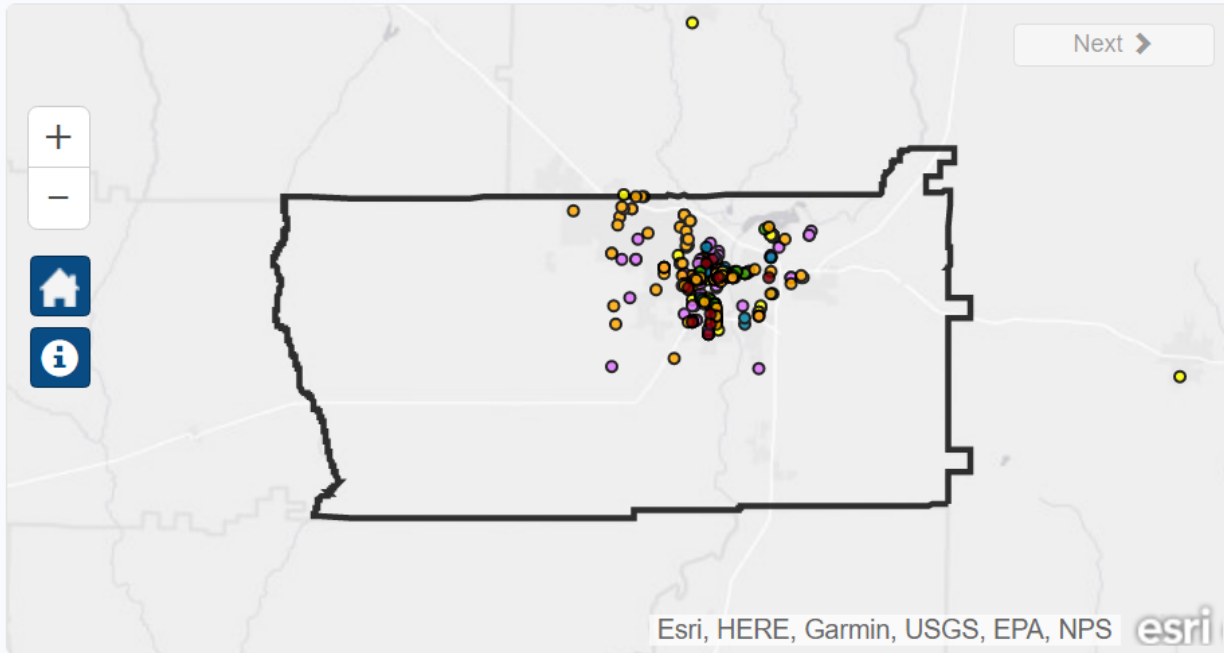 Next
+
−
Esri, HERE, Garmin, USGS, EPA, NPS
esri